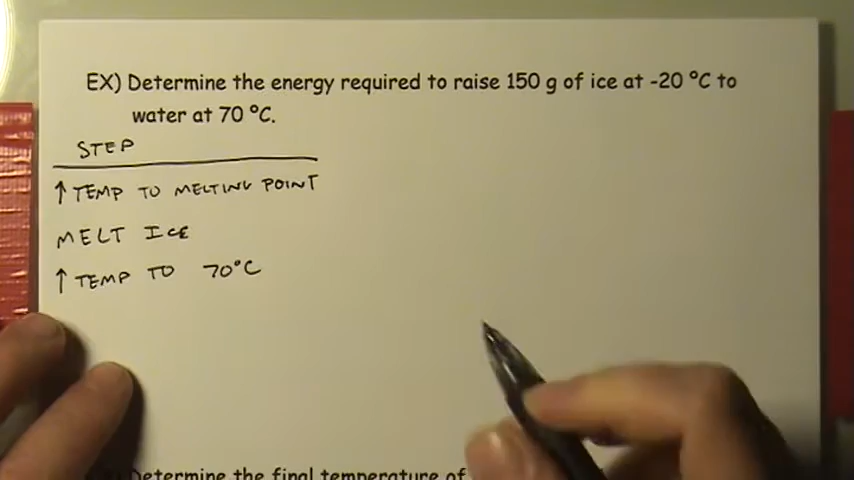 EX) Determine the energy required to raise 150 g of ice at -20 °C to
water at 70 °C.
STEP
↑ TEMP TO MELTING POINT
MELT ICE
↑ TEMP TO 70°C
Determine the final temperature of